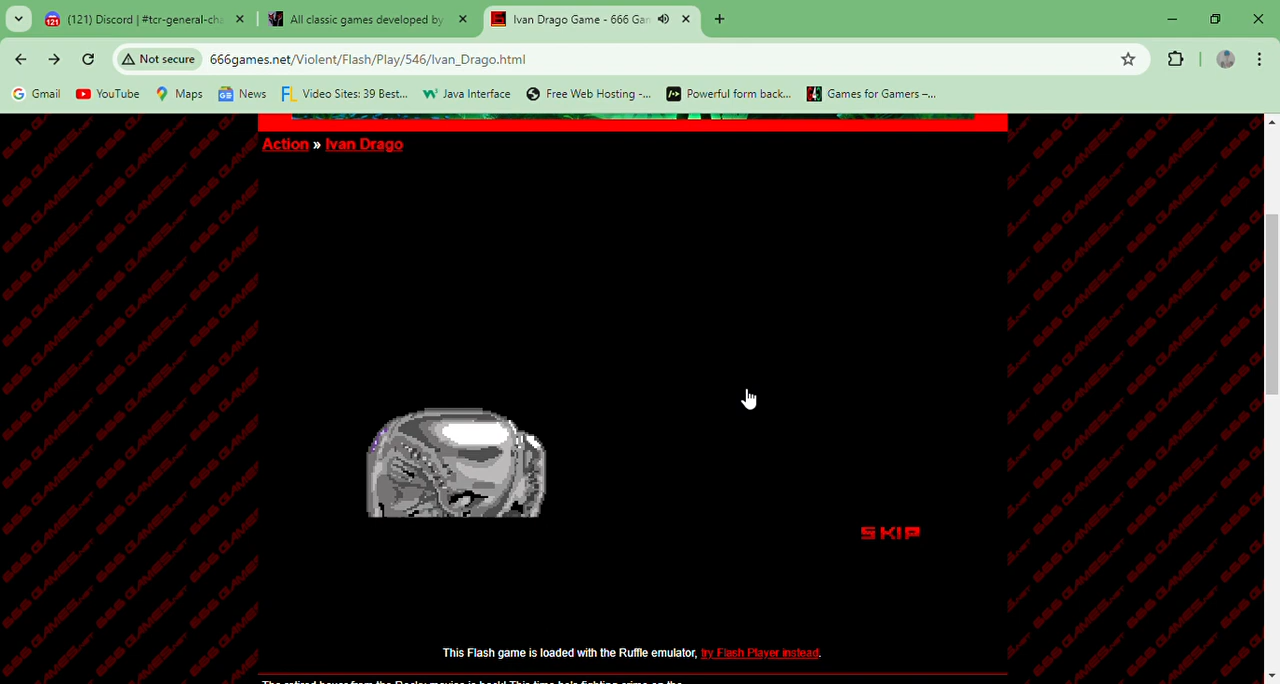 (121) Discord | #tcr-general-cha
All classic games developed by
Ivan Drago Game - 666 Gam
Not secure
666games.net/Violent/Flash/Play/546/Ivan_Drago.html
Gmail
YouTube
Maps
News
Video Sites: 39 Best...
Java Interface
Free Web Hosting -...
Powerful form back...
Games for Gamers –...
Action » Ivan Drago
SKIP
This Flash game is loaded with the Ruffle emulator, try Flash Player instead.